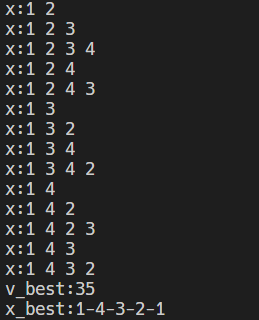 x:1 2
x:1 2 3
x:1 2 3 4
x:1 2 4
x:1 2 4 3
x:1 3
x:1 3 2
x:1 3 4
x:1 3 4 2
x:1 4
x:1 4 2
x:1 4 2 3
x:1 4 3
x:1 4 3 2
v_best:35
x_best:1-4-3-2-1